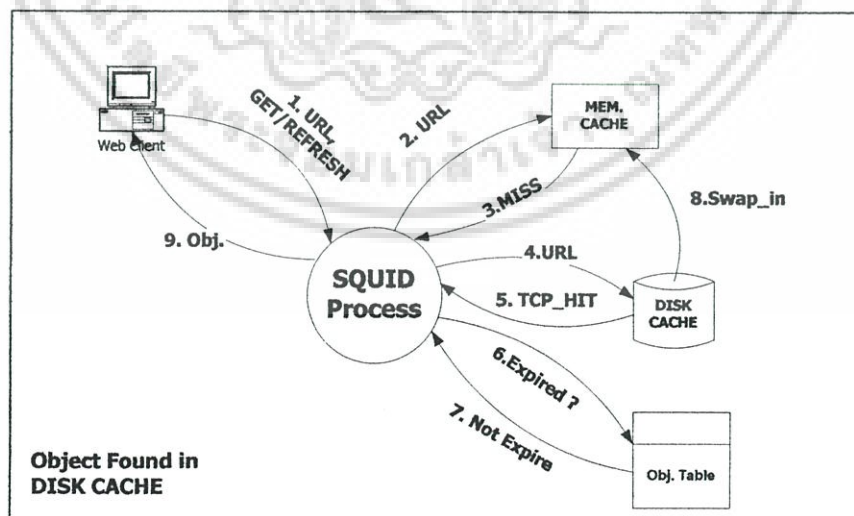 1. URL,
GET/REFRESH
Web Client
2. URL
MEM.
CACHE
3.MISS
8.Swap_in
9. Obj.
4.URL
SQUID
Process
5. TCP_HIT
DISK
CACHE
6.Expired ?
7. Not Expire
Obj. Table
Object Found in
DISK CACHE